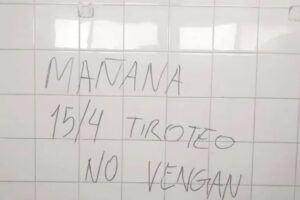 MAÑANA
15/4 TIROTEO
NO VENGAN